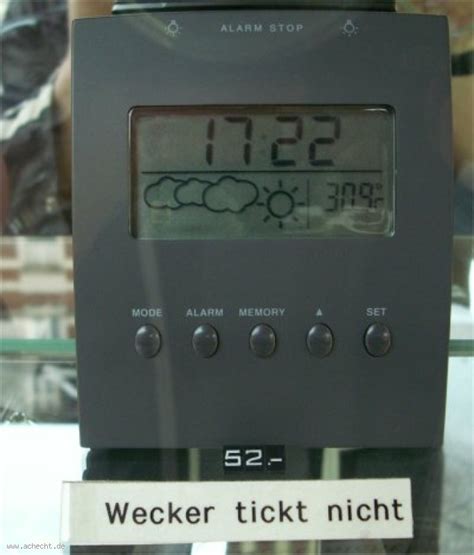 ALARM STOP
17:22
30.9°C
MODE ALARM MEMORY ▲ SET
52.-
Wecker tickt nicht
www.achecht.de